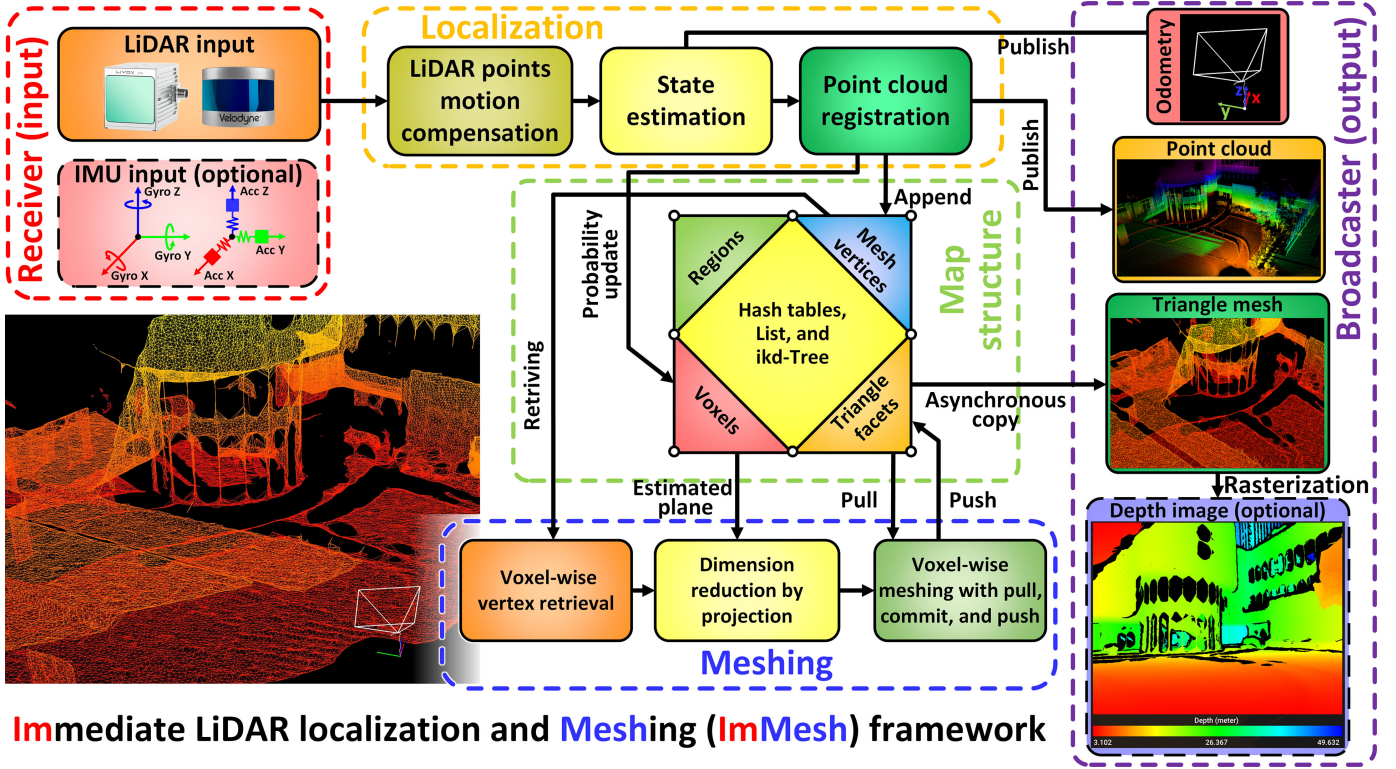 Receiver (input)
LiDAR input
LIVOX
Velodyne
IMU input (optional)
Gyro Z
Gyro Y
Gyro X
Acc Z
Acc Y
Acc X
Localization
LiDAR points
motion
compensation
State
estimation
Point cloud
registration
Publish
Publish
Append
Probability
update
Retriving
Map
structure
Regions
Mesh
vertices
Hash tables,
List, and
ikd-Tree
Voxels
Triangle
facets
Asynchronous
copy
Estimated
plane
Pull
Push
Voxel-wise
vertex retrieval
Dimension
reduction by
projection
Voxel-wise
meshing with pull,
commit, and push
Meshing
Broadcaster (output)
Odometry
z
x
y
Point cloud
Triangle mesh
Rasterization
Depth image (optional)
Depth (meter)
3.102 26.367 49.632
Immediate LiDAR localization and Meshing (ImMesh) framework